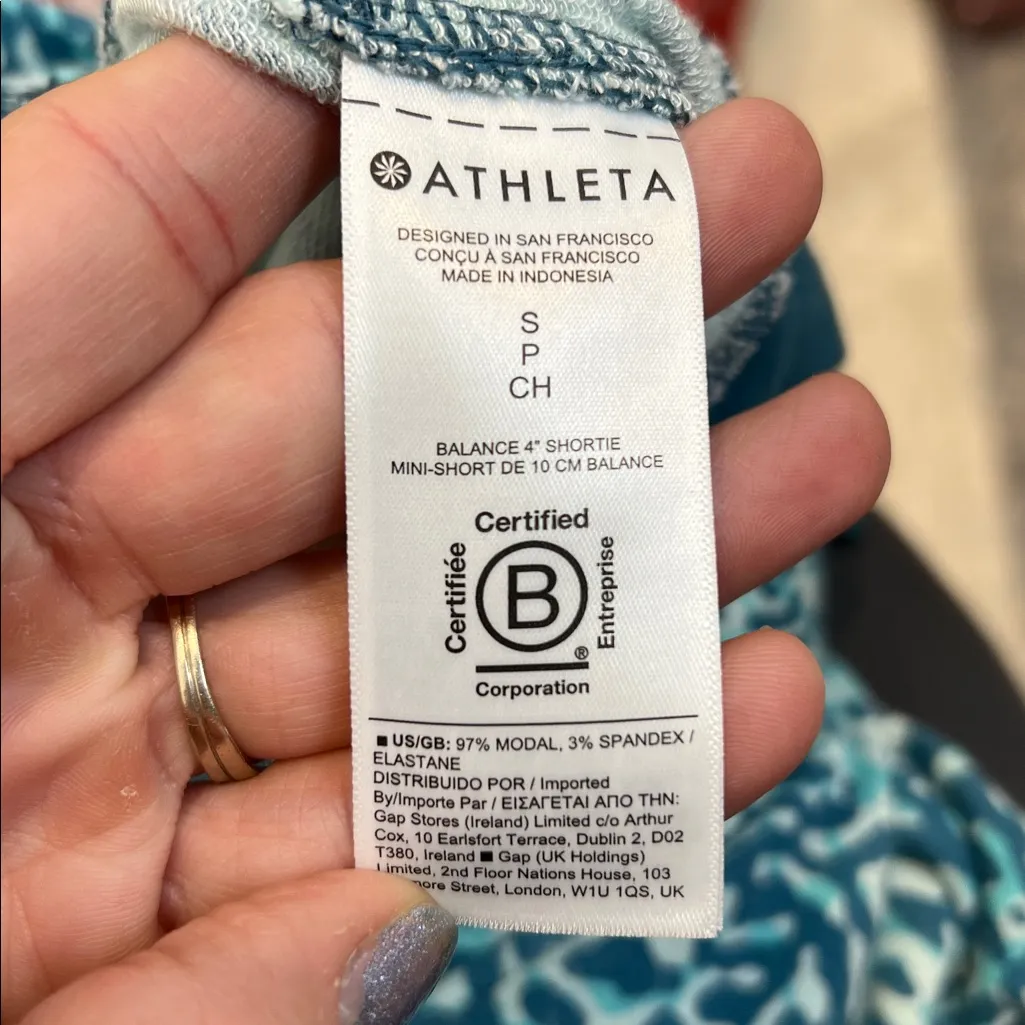 ATHLETA
DESIGNED IN SAN FRANCISCO
CONÇU À SAN FRANCISCO
MADE IN INDONESIA
S
P
CH
BALANCE 4" SHORTIE
MINI-SHORT DE 10 CM BALANCE
Certified
Certifiée
B
Entreprise
®
Corporation
■ US/GB: 97% MODAL, 3% SPANDEX /
ELASTANE
DISTRIBUIDO POR / Imported
By/Importe Par / ΕΙΣΑΓΕΤΑΙ ΑΠΟ ΤΗΝ:
Gap Stores (Ireland) Limited c/o Arthur
Cox, 10 Earlsfort Terrace, Dublin 2, D02
T380, Ireland ■ Gap (UK Holdings)
Limited, 2nd Floor Nations House, 103
Street, London, W1U 1QS, UK